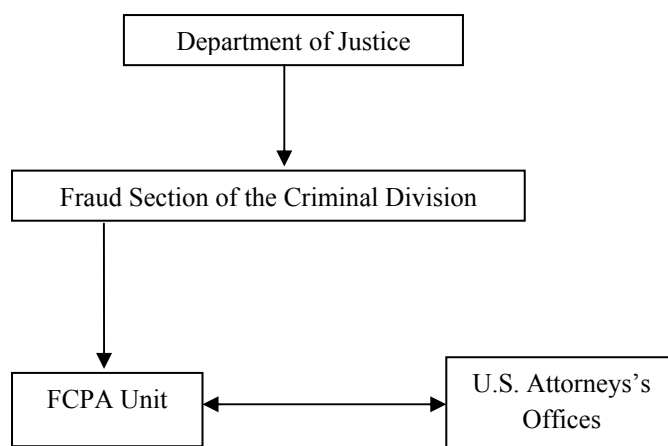 Department of Justice
Fraud Section of the Criminal Division
FCPA Unit
U.S. Attorneys's
Offices